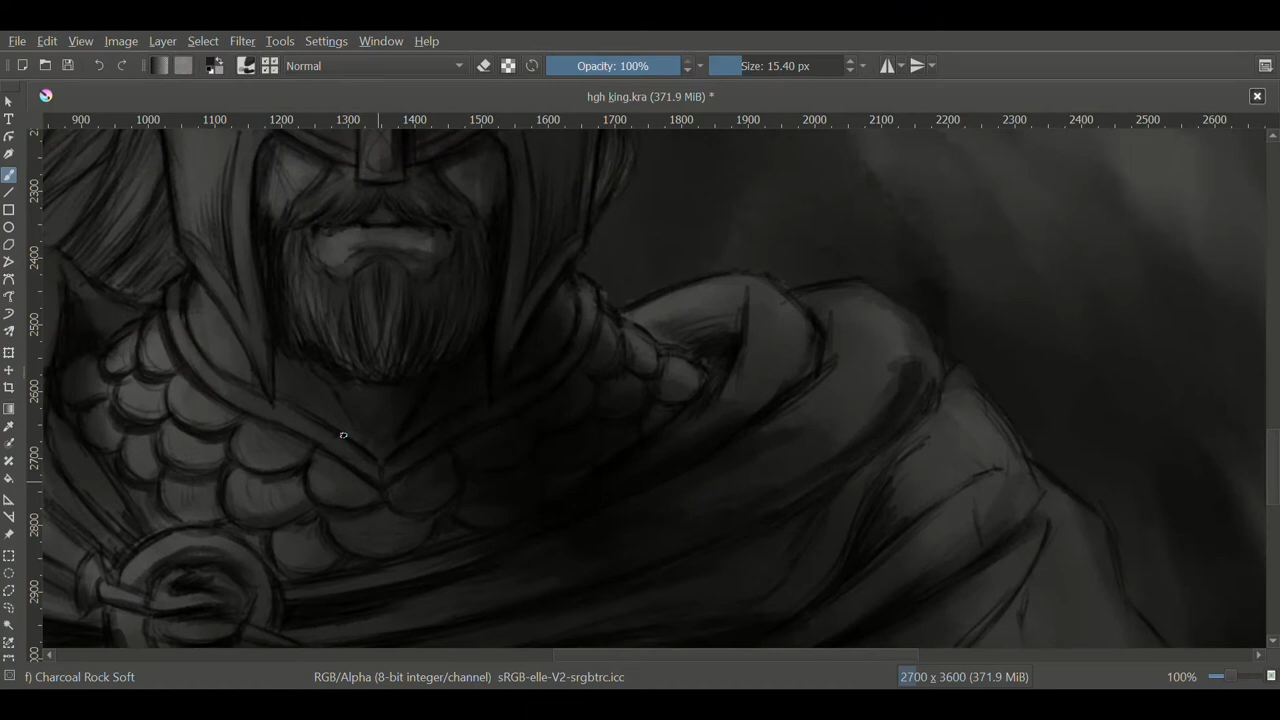 File Edit View Image Layer Select Filter Tools Settings Window Help
Normal Opacity: 100% Size: 15.40 px
hgh king.kra (371.9 MiB) *
900 1000 1100 1200 1300 1400 1500 1600 1700 1800 1900 2000 2100 2200 2300 2400 2500 2600
2300
2400
2500
2600
2700
2800
2900
f) Charcoal Rock Soft RGB/Alpha (8-bit integer/channel) sRGB-elle-V2-srgbtrc.icc 2700 x 3600 (371.9 MiB) 100%